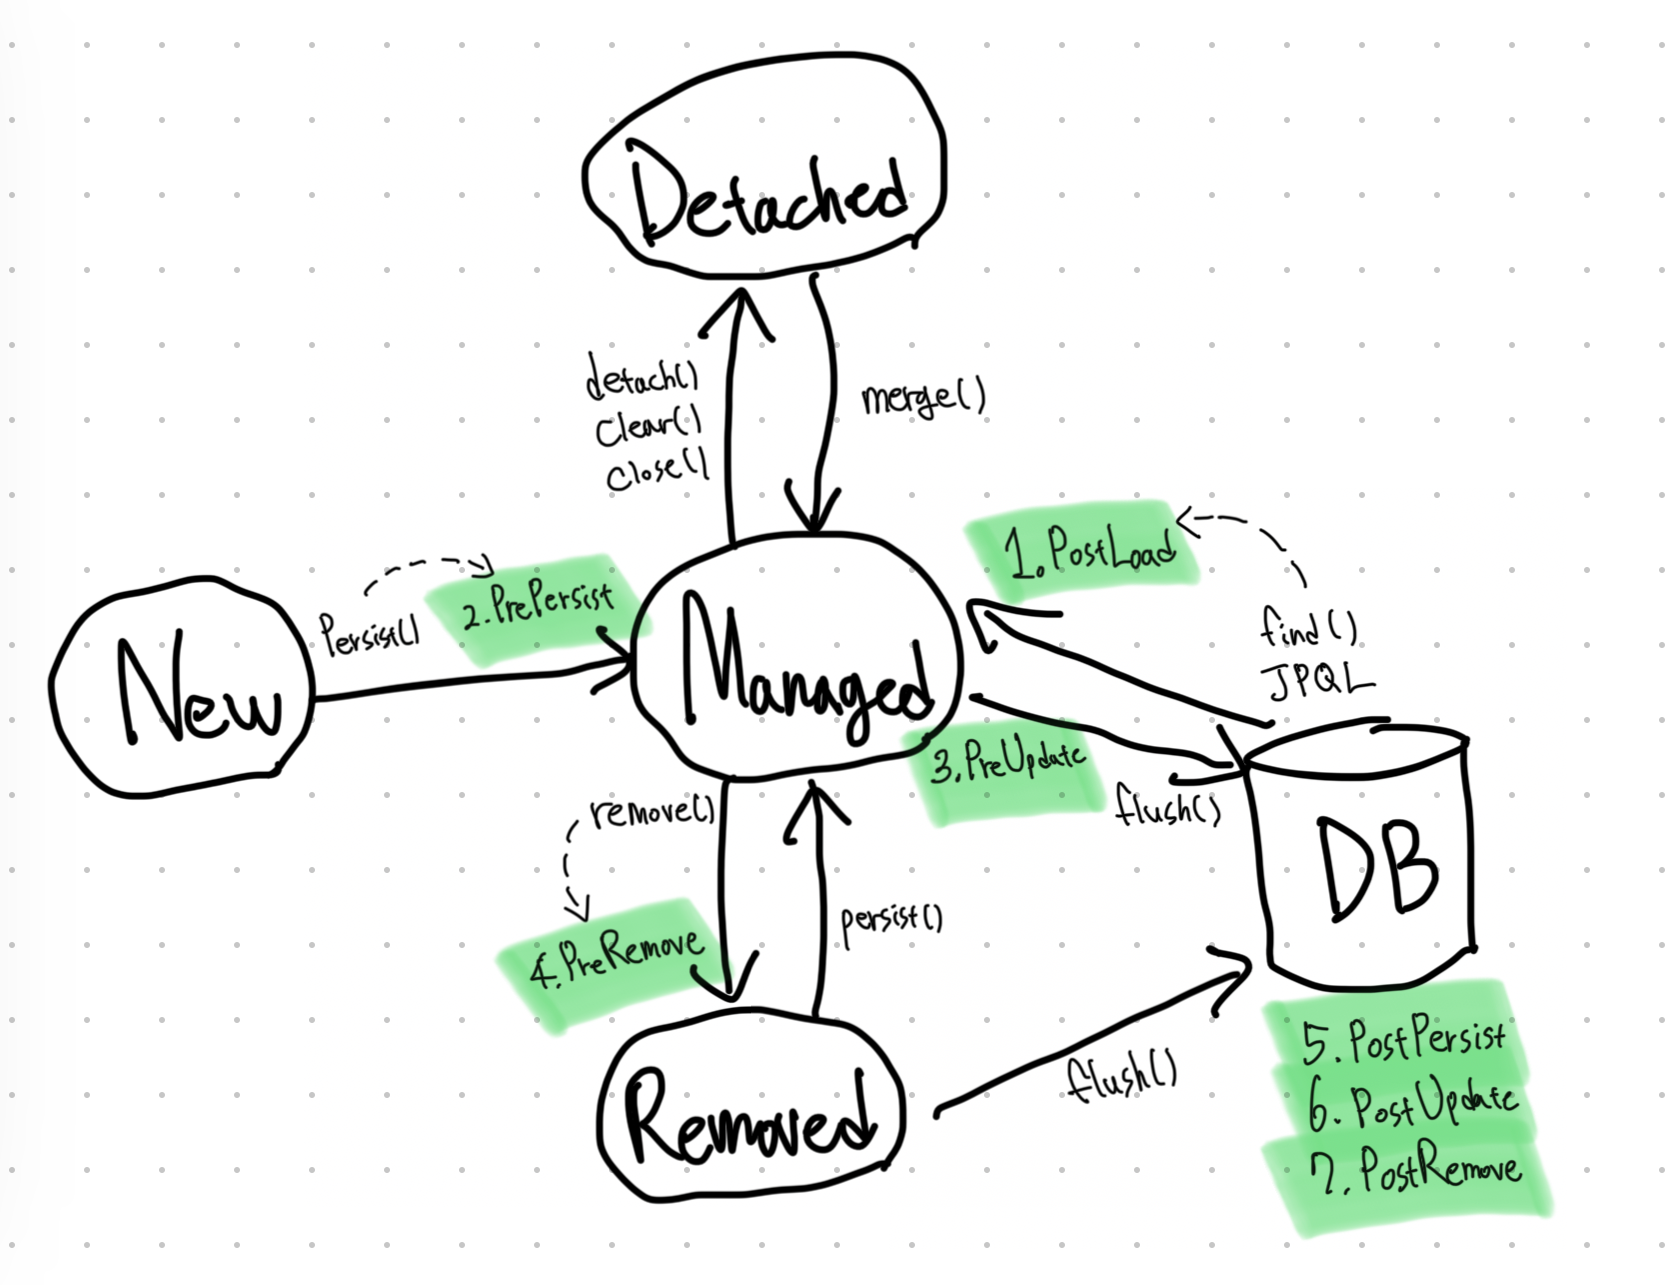 Detached
detach()
clear()
close()
merge()
1.PostLoad
find()
JPQL
Persist()
2.PrePersist
New
Managed
3.PreUpdate
flush()
DB
remove()
4.PreRemove
persist()
Removed
flush()
5.PostPersist
6.PostUpdate
7.PostRemove